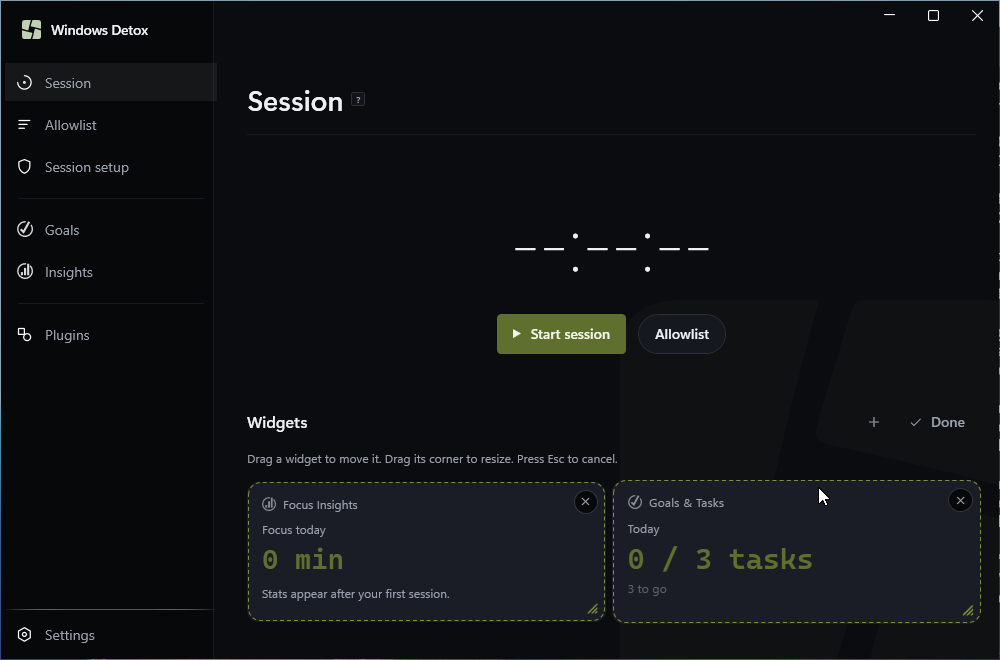 Windows Detox
Session
Allowlist
Session setup
Goals
Insights
Plugins
Settings
Session ?
– – : – – : – –
Start session
Allowlist
Widgets
+
Done
Drag a widget to move it. Drag its corner to resize. Press Esc to cancel.
Focus Insights
Focus today
0 min
Stats appear after your first session.
Goals & Tasks
Today
0 / 3 tasks
3 to go